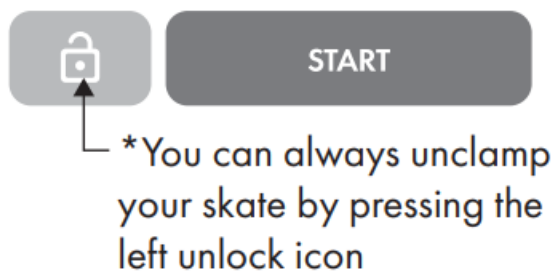 START
*You can always unclamp
your skate by pressing the
left unlock icon